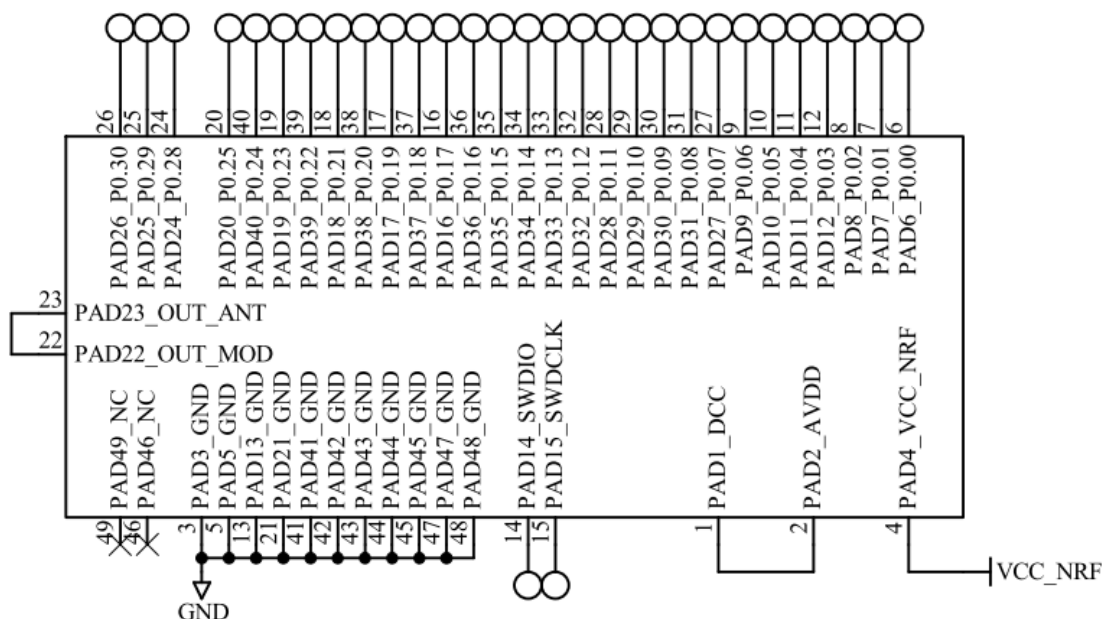 26 25 24 20 40 19 39 18 38 17 37 16 36 35 34 33 32 28 29 30 31 27 9 10 11 12 8 7 6
PAD26_P0.30
PAD25_P0.29
PAD24_P0.28
PAD20_P0.25
PAD40_P0.24
PAD19_P0.23
PAD39_P0.22
PAD18_P0.21
PAD38_P0.20
PAD17_P0.19
PAD37_P0.18
PAD16_P0.17
PAD36_P0.16
PAD35_P0.15
PAD34_P0.14
PAD33_P0.13
PAD32_P0.12
PAD28_P0.11
PAD29_P0.10
PAD30_P0.09
PAD31_P0.08
PAD27_P0.07
PAD9_P0.06
PAD10_P0.05
PAD11_P0.04
PAD12_P0.03
PAD8_P0.02
PAD7_P0.01
PAD6_P0.00
23 PAD23_OUT_ANT
22 PAD22_OUT_MOD
PAD49_NC
PAD46_NC
PAD3_GND
PAD5_GND
PAD13_GND
PAD21_GND
PAD41_GND
PAD42_GND
PAD43_GND
PAD44_GND
PAD45_GND
PAD47_GND
PAD48_GND
PAD14_SWDIO
PAD15_SWDCLK
PAD1_DCC
PAD2_AVDD
PAD4_VCC_NRF
49 46 3 5 13 21 41 42 43 44 45 47 48 14 15 1 2 4
VCC_NRF
GND